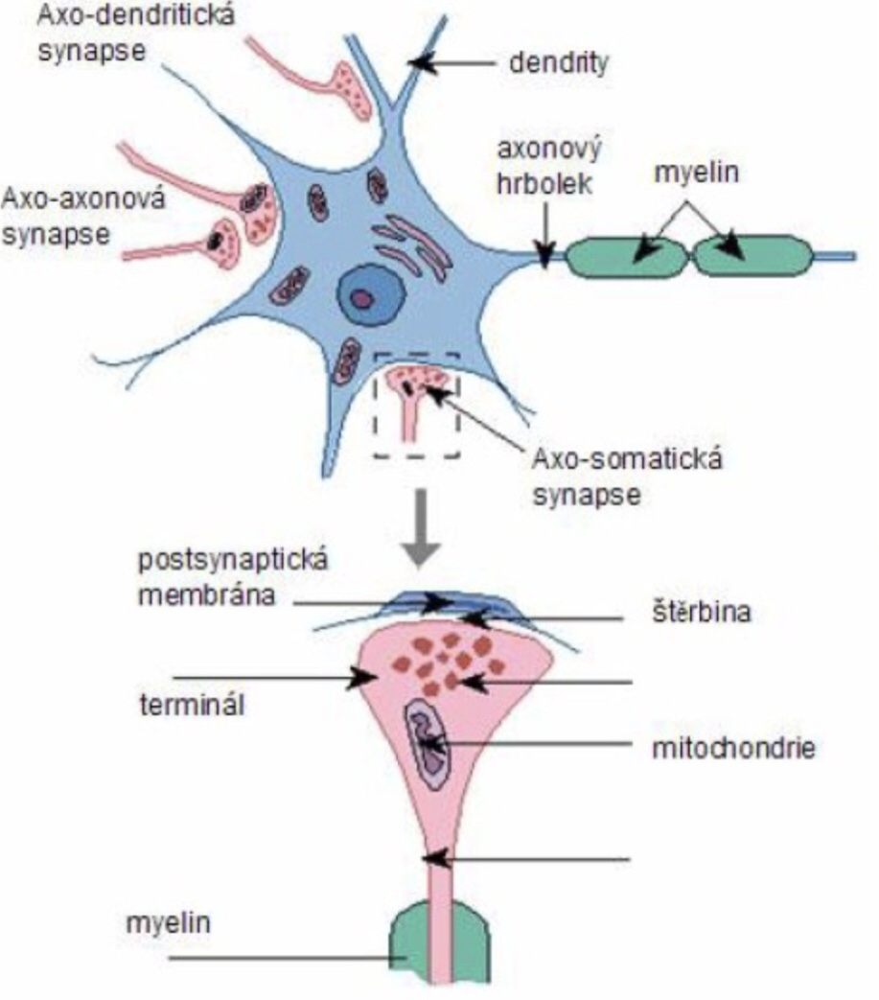 Axo-dendritická
synapse
dendrity
axonový
hrbolek
myelin
Axo-axonová
synapse
Axo-somatická
synapse
postsynaptická
membrána
štěrbina
terminál
mitochondrie
myelin